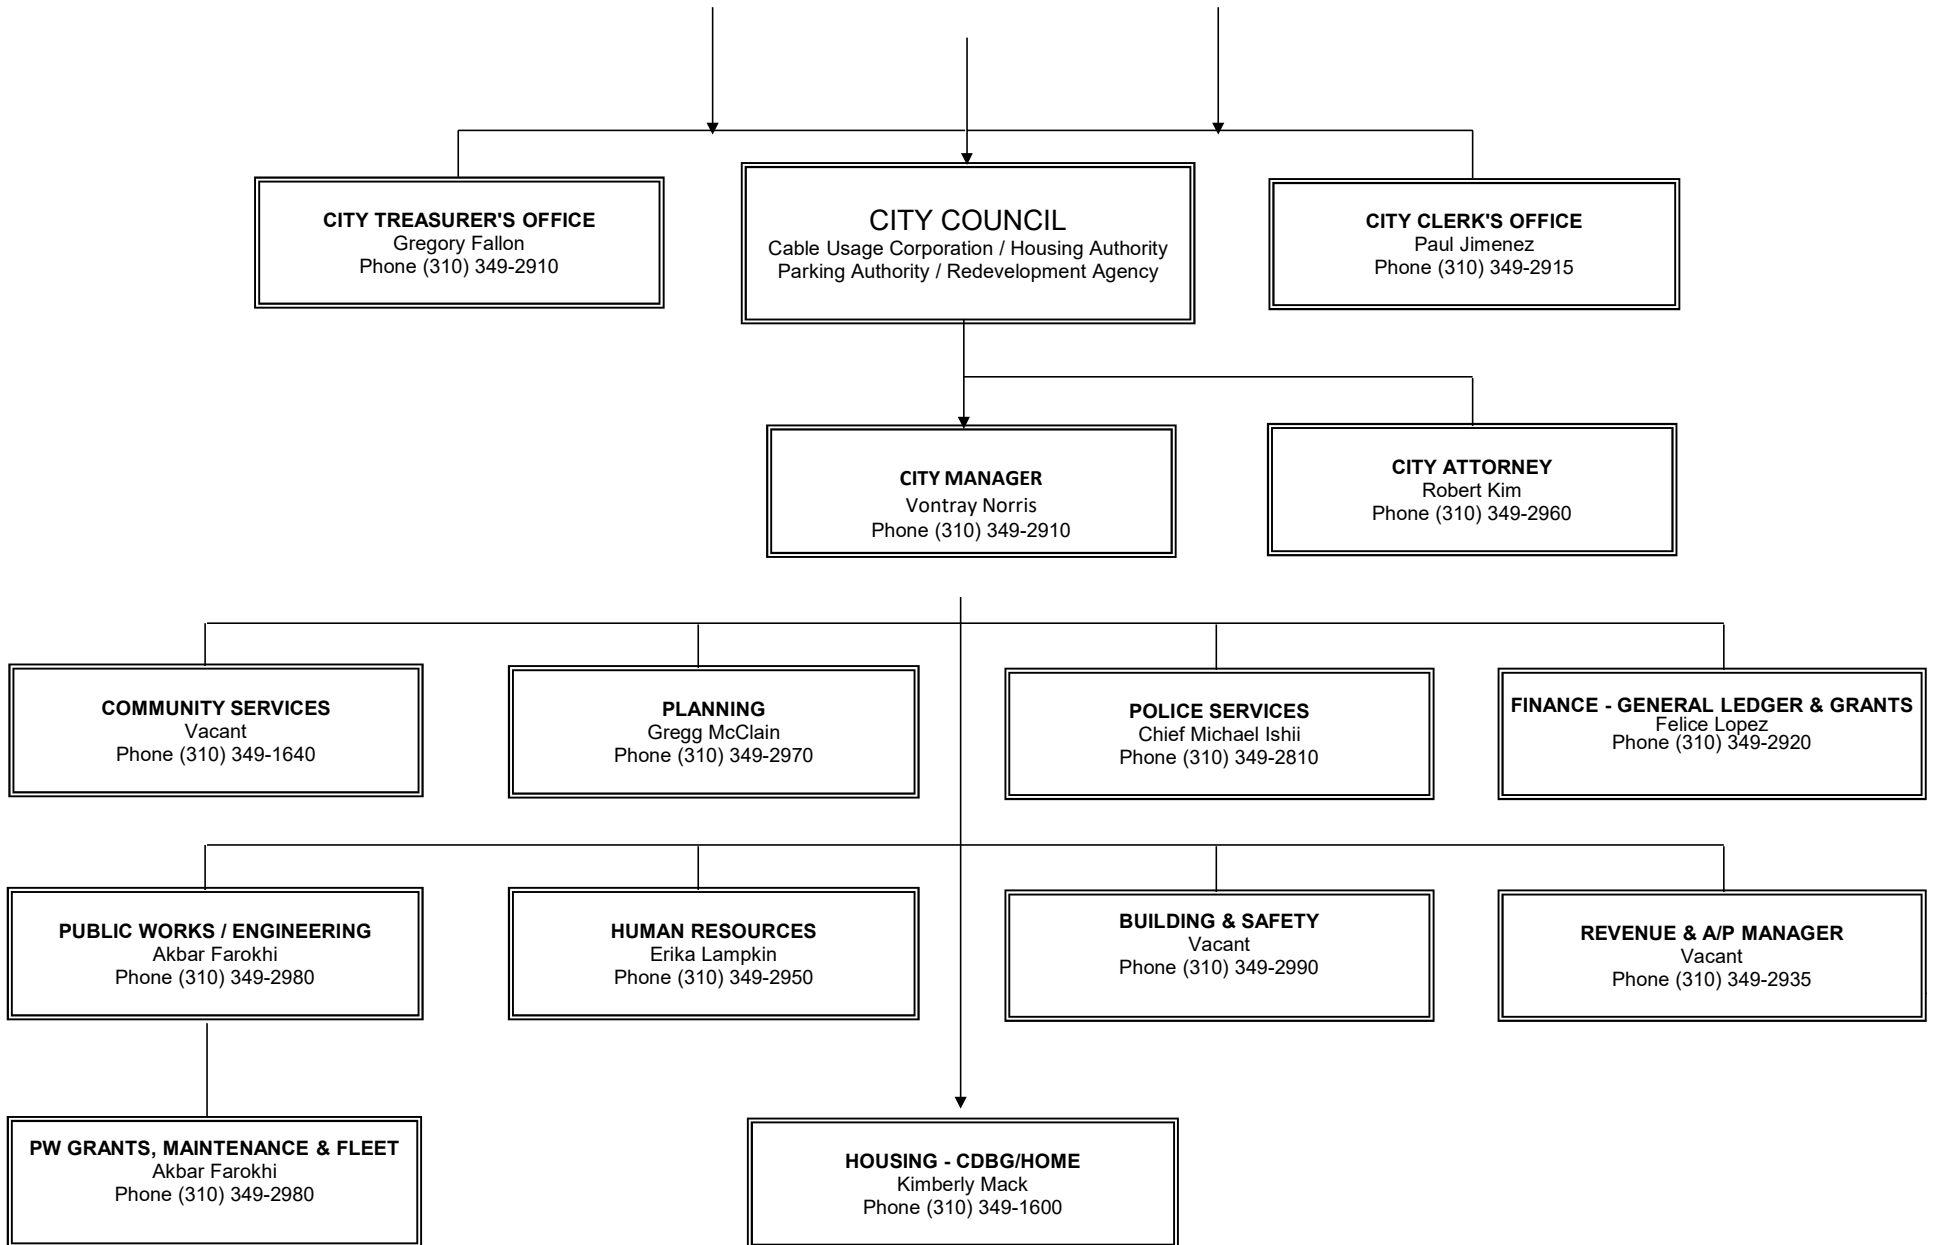 CITY TREASURER'S OFFICE
Gregory Fallon
Phone (310) 349-2910
CITY COUNCIL
Cable Usage Corporation / Housing Authority
Parking Authority / Redevelopment Agency
CITY CLERK'S OFFICE
Paul Jimenez
Phone (310) 349-2915
CITY MANAGER
Vontray Norris
Phone (310) 349-2910
CITY ATTORNEY
Robert Kim
Phone (310) 349-2960
COMMUNITY SERVICES
Vacant
Phone (310) 349-1640
PLANNING
Gregg McClain
Phone (310) 349-2970
POLICE SERVICES
Chief Michael Ishii
Phone (310) 349-2810
FINANCE - GENERAL LEDGER & GRANTS
Felice Lopez
Phone (310) 349-2920
PUBLIC WORKS / ENGINEERING
Akbar Farokhi
Phone (310) 349-2980
HUMAN RESOURCES
Erika Lampkin
Phone (310) 349-2950
BUILDING & SAFETY
Vacant
Phone (310) 349-2990
REVENUE & A/P MANAGER
Vacant
Phone (310) 349-2935
PW GRANTS, MAINTENANCE & FLEET
Akbar Farokhi
Phone (310) 349-2980
HOUSING - CDBG/HOME
Kimberly Mack
Phone (310) 349-1600